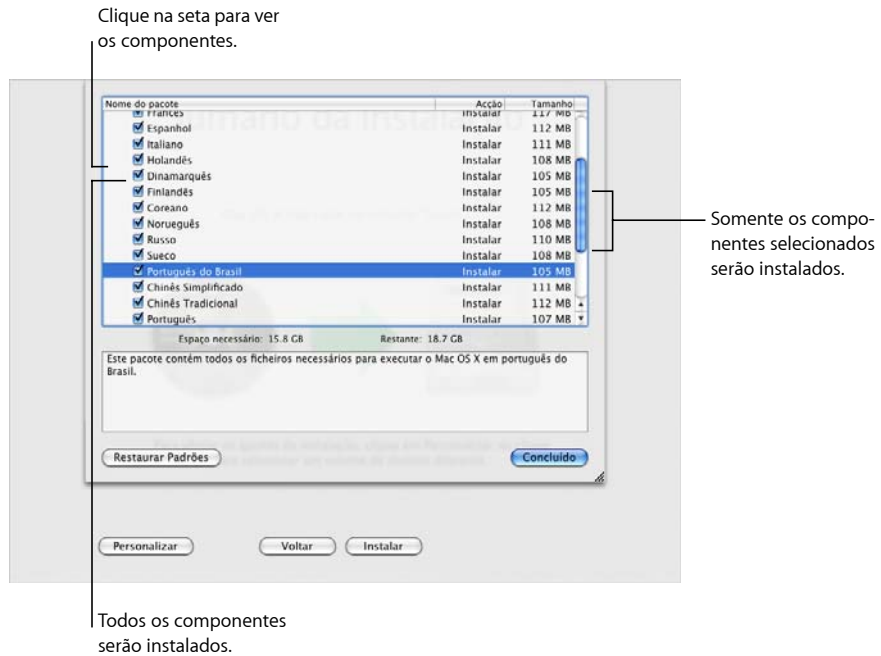 Clique na seta para ver
os componentes.
Nome do pacote Acção Tamanho
Francês Instalar 117 MB
Espanhol Instalar 112 MB
Italiano Instalar 111 MB
Holandês Instalar 108 MB
Dinamarquês Instalar 105 MB
Finlandês Instalar 105 MB
Coreano Instalar 112 MB
Norueguês Instalar 108 MB
Russo Instalar 110 MB
Sueco Instalar 108 MB
Português do Brasil Instalar 105 MB
Chinês Simplificado Instalar 111 MB
Chinês Tradicional Instalar 112 MB
Português Instalar 107 MB
Espaço necessário: 15.8 GB Restante: 18.7 GB
Este pacote contém todos os ficheiros necessários para executar o Mac OS X em português do
Brasil.
Restaurar Padrões Concluído
Personalizar Voltar Instalar
Somente os compo-
nentes selecionados
serão instalados.
Todos os componentes
serão instalados.